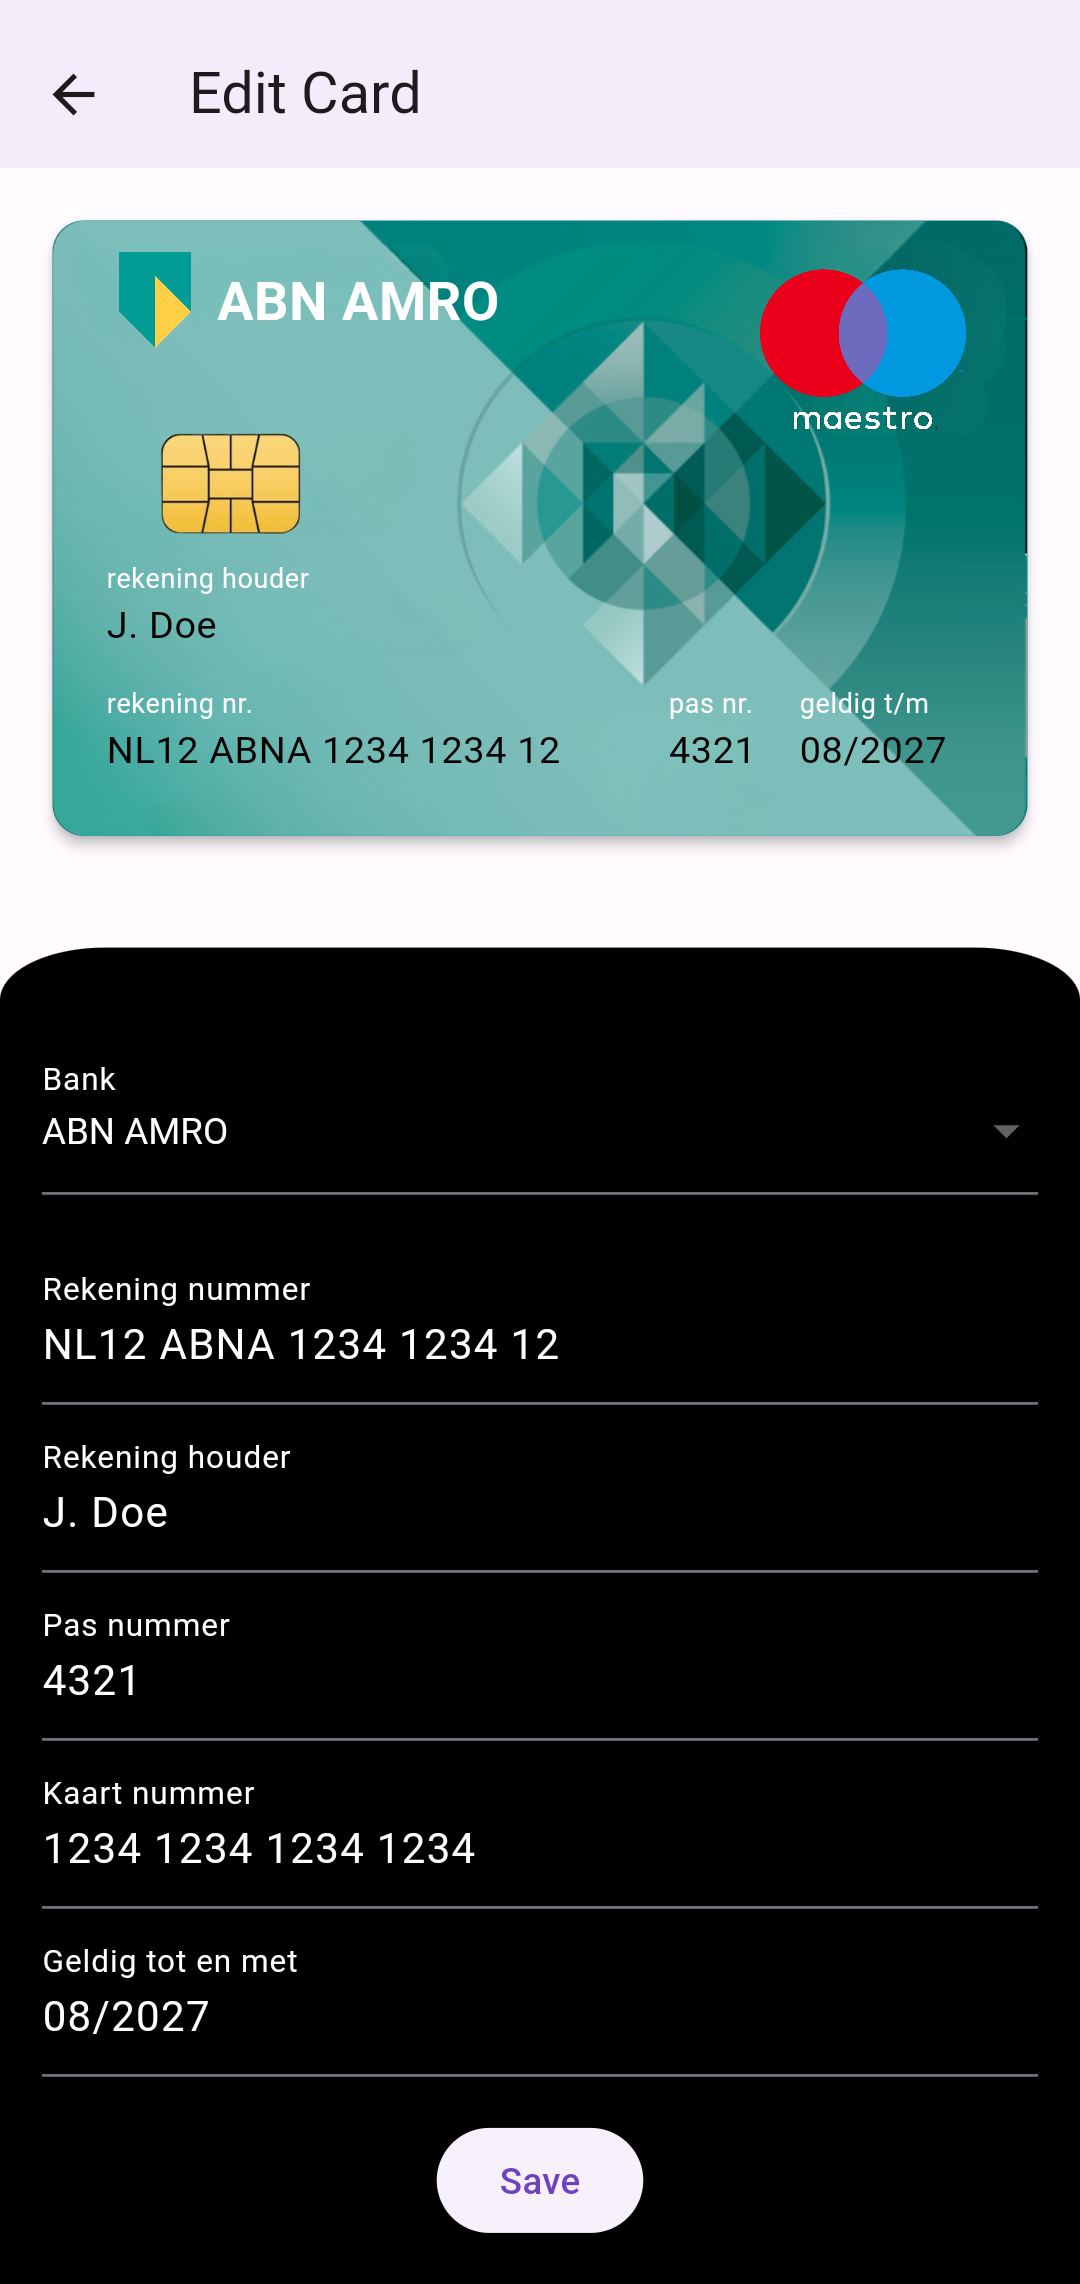 Edit Card
ABN AMRO
maestro
rekening houder
J. Doe
rekening nr.
NL12 ABNA 1234 1234 12
pas nr.
4321
geldig t/m
08/2027
Bank
ABN AMRO
Rekening nummer
NL12 ABNA 1234 1234 12
Rekening houder
J. Doe
Pas nummer
4321
Kaart nummer
1234 1234 1234 1234
Geldig tot en met
08/2027
Save